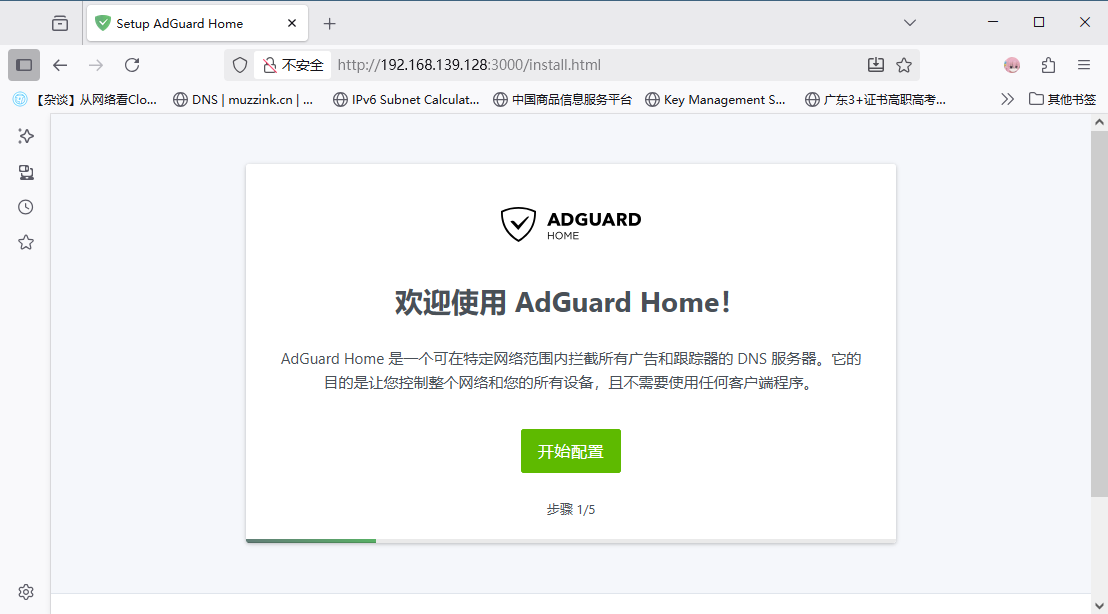 Setup AdGuard Home
不安全
http://192.168.139.128:3000/install.html
【杂谈】从网络看Clo...
DNS | muzzink.cn | ...
IPv6 Subnet Calculat...
中国商品信息服务平台
Key Management S...
广东3+证书高职高考...
其他书签
ADGUARD
HOME
欢迎使用 AdGuard Home！
AdGuard Home 是一个可在特定网络范围内拦截所有广告和跟踪器的 DNS 服务器。它的
目的是让您控制整个网络和您的所有设备，且不需要使用任何客户端程序。
开始配置
步骤 1/5